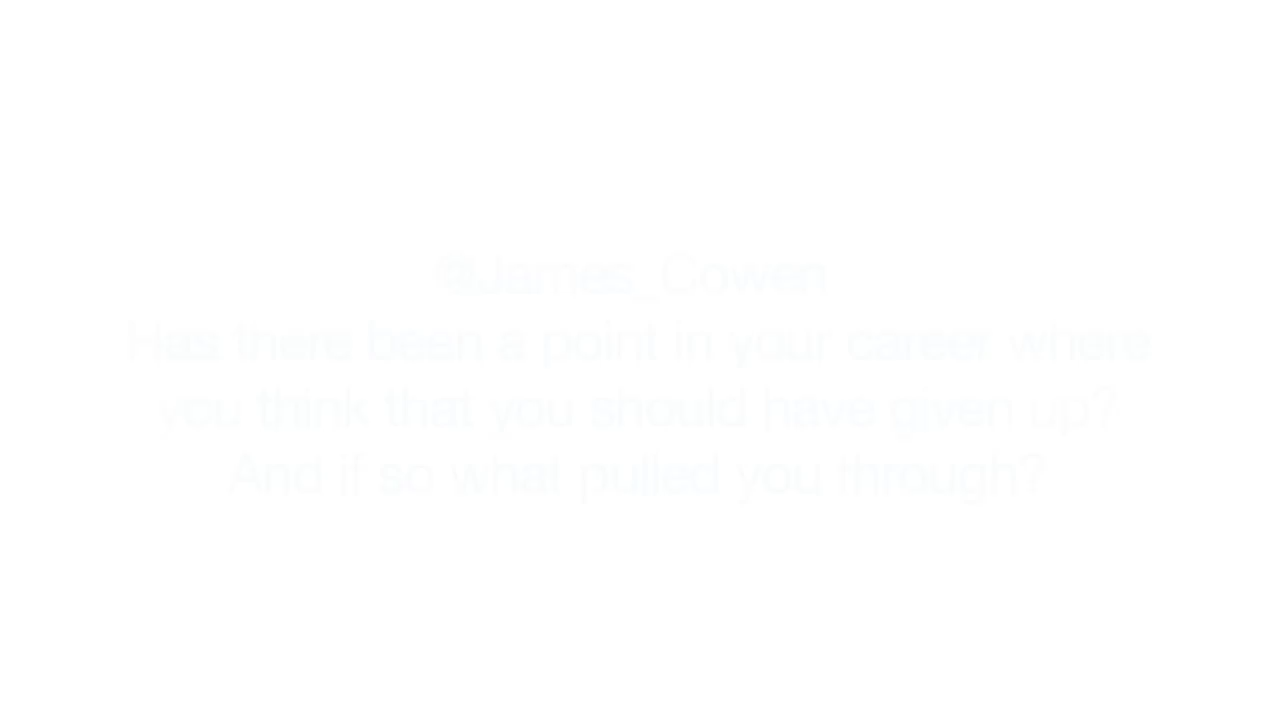 @James_Cowen
Has there been a point in your career where
you think that you should have given up?
And if so what pulled you through?